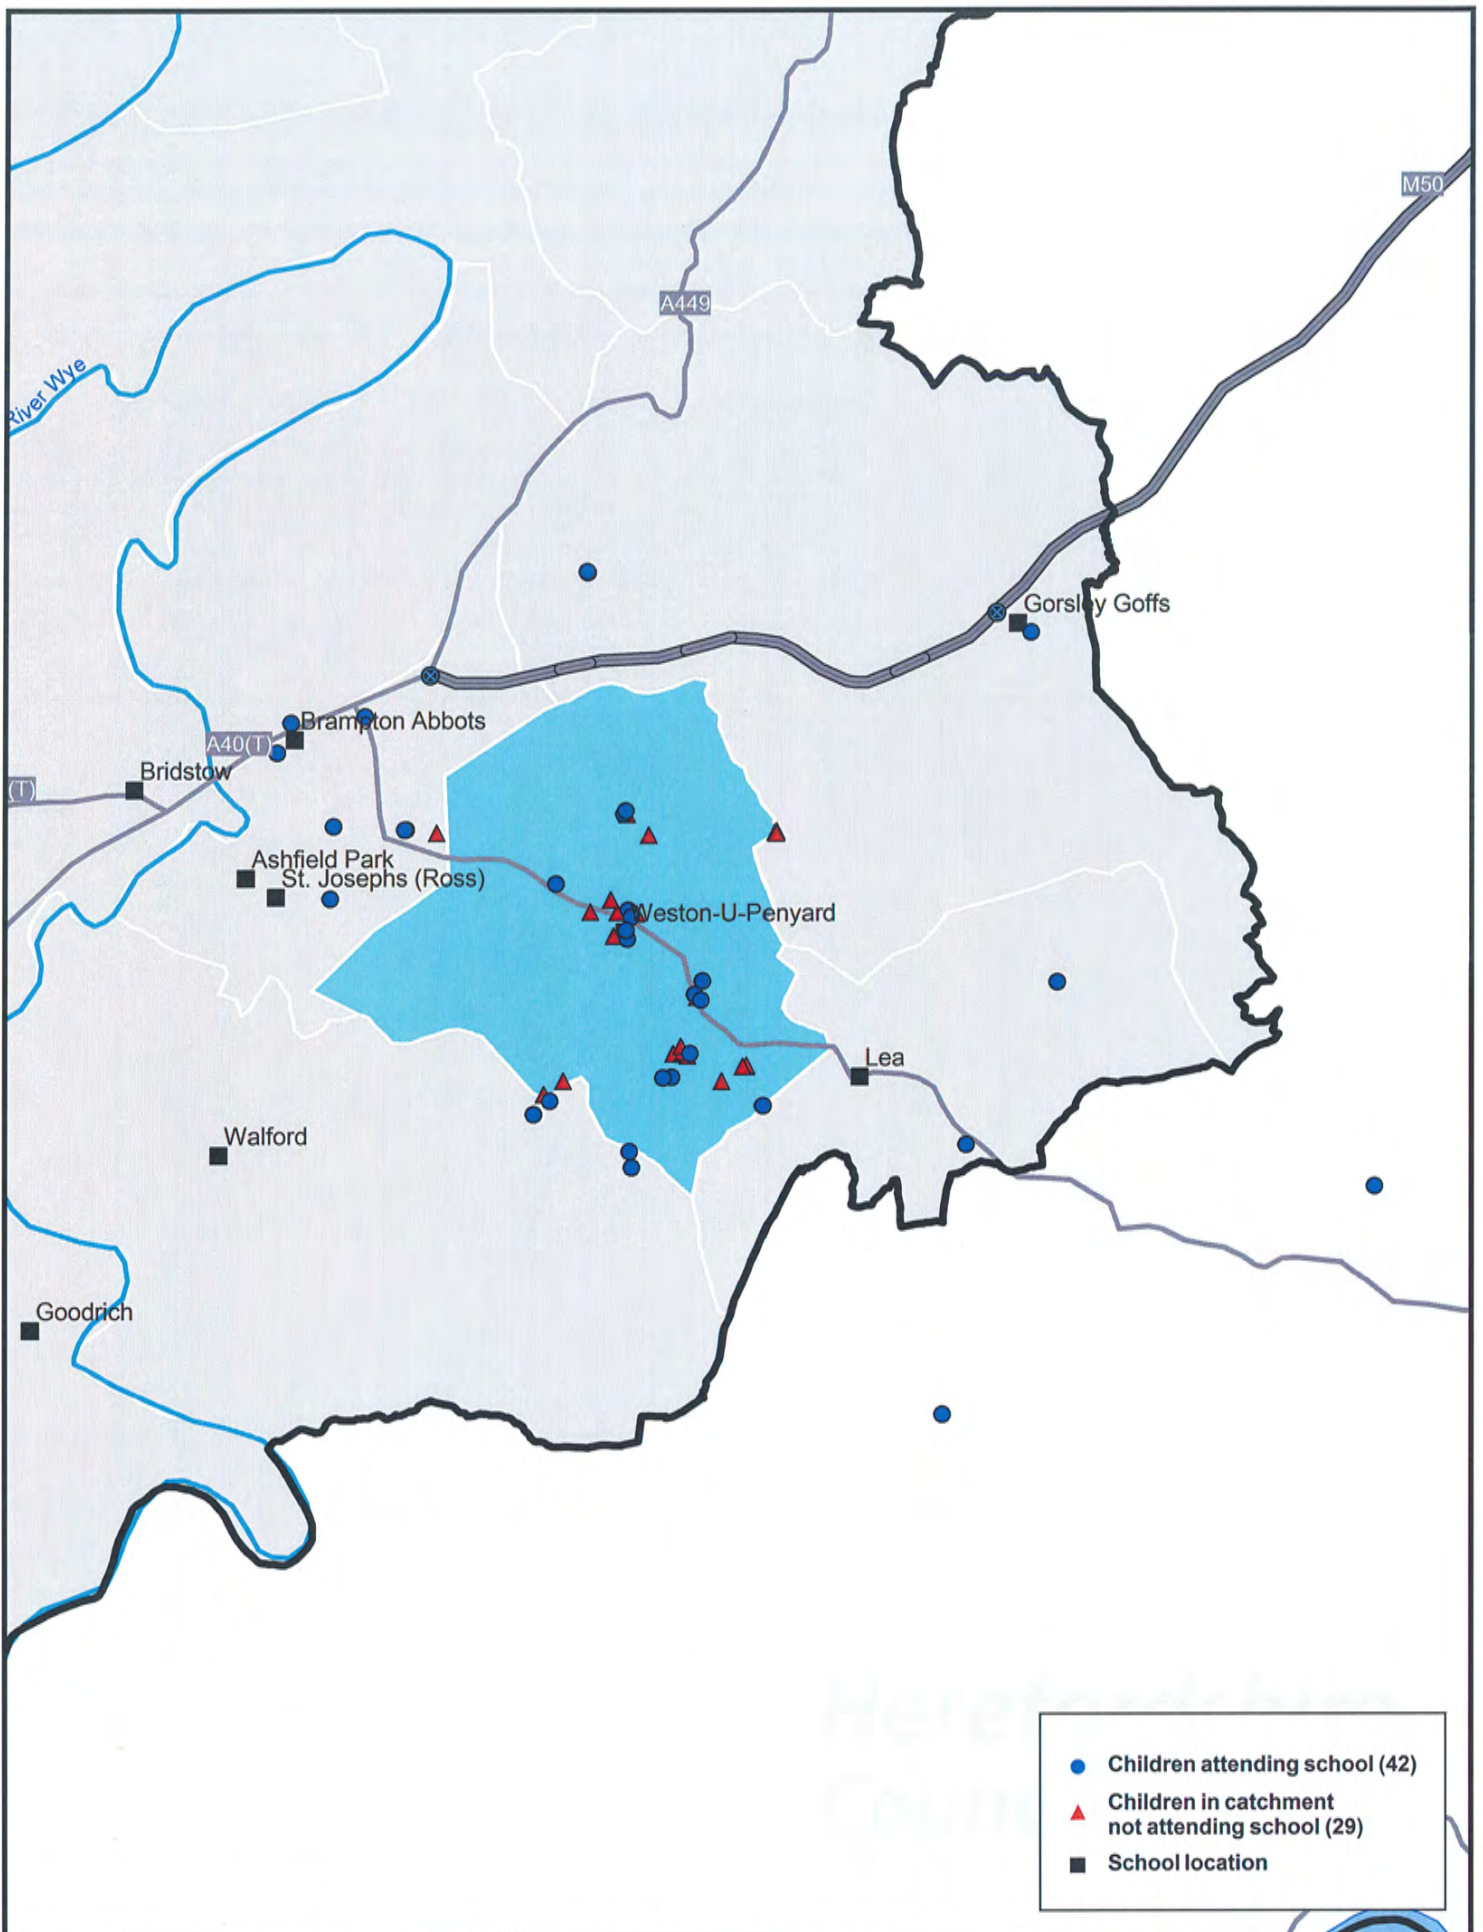 M50
A449
River Wye
Gorsley Goffs
Brampton Abbots
A40(T)
Bridstow
(T)
Ashfield Park
St. Josephs (Ross)
Weston-U-Penyard
Lea
Walford
Goodrich
Herefordshire
Children attending school (42)
Children in catchment
not attending school (29)
School location